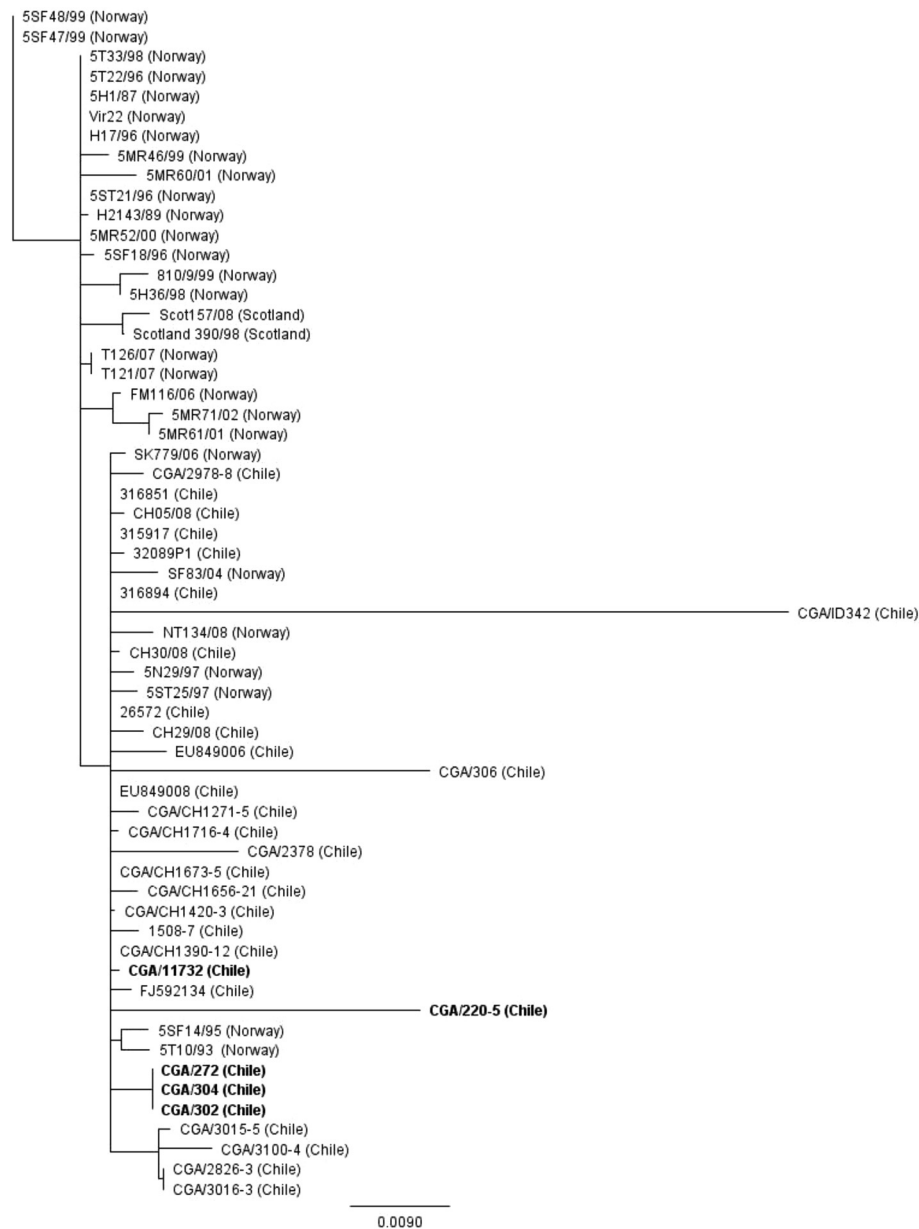 5SF48/99 (Norway)
5SF47/99 (Norway)
5T33/98 (Norway)
5T22/96 (Norway)
5H1/87 (Norway)
Vir22 (Norway)
H17/96 (Norway)
5MR46/99 (Norway)
5MR60/01 (Norway)
5ST21/96 (Norway)
H2143/89 (Norway)
5MR52/00 (Norway)
5SF18/96 (Norway)
810/9/99 (Norway)
5H36/98 (Norway)
Scot157/08 (Scotland)
Scotland 390/98 (Scotland)
T126/07 (Norway)
T121/07 (Norway)
FM116/06 (Norway)
5MR71/02 (Norway)
5MR61/01 (Norway)
SK779/06 (Norway)
CGA/2978-8 (Chile)
316851 (Chile)
CH05/08 (Chile)
315917 (Chile)
32089P1 (Chile)
SF83/04 (Norway)
316894 (Chile)
CGA/ID342 (Chile)
NT134/08 (Norway)
CH30/08 (Chile)
5N29/97 (Norway)
5ST25/97 (Norway)
26572 (Chile)
CH29/08 (Chile)
EU849006 (Chile)
CGA/306 (Chile)
EU849008 (Chile)
CGA/CH1271-5 (Chile)
CGA/CH1716-4 (Chile)
CGA/2378 (Chile)
CGA/CH1673-5 (Chile)
CGA/CH1656-21 (Chile)
CGA/CH1420-3 (Chile)
1508-7 (Chile)
CGA/CH1390-12 (Chile)
CGA/11732 (Chile)
FJ592134 (Chile)
CGA/220-5 (Chile)
5SF14/95 (Norway)
5T10/93 (Norway)
CGA/272 (Chile)
CGA/304 (Chile)
CGA/302 (Chile)
CGA/3015-5 (Chile)
CGA/3100-4 (Chile)
CGA/2826-3 (Chile)
CGA/3016-3 (Chile)
0.0090